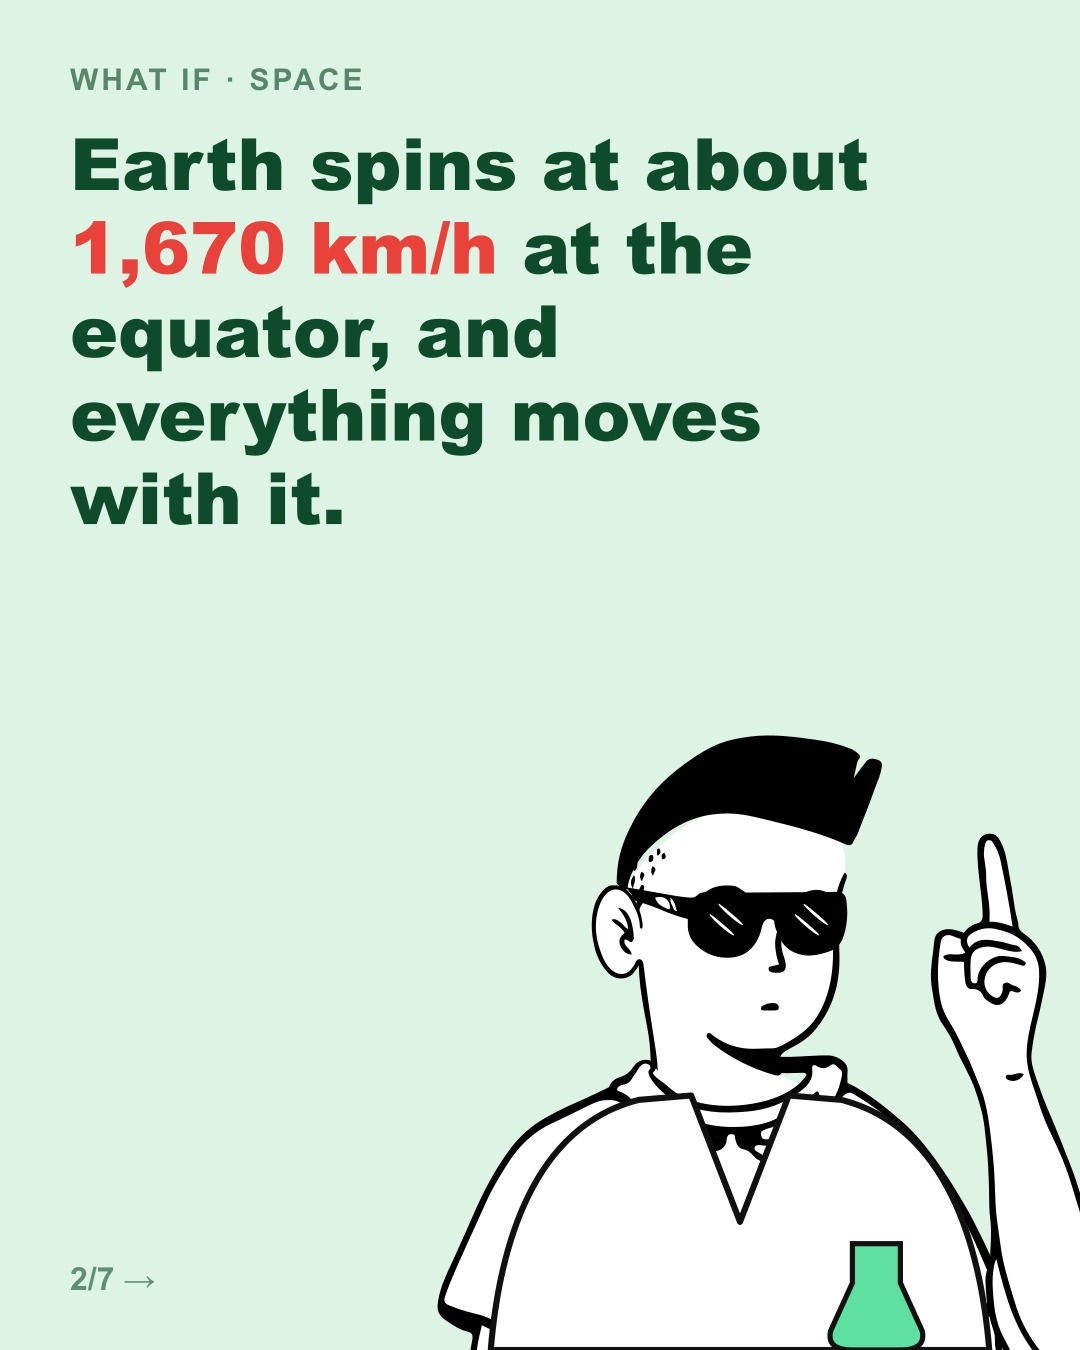 WHAT IF · SPACE
Earth spins at about
1,670 km/h at the
equator, and
everything moves
with it.
2/7 →